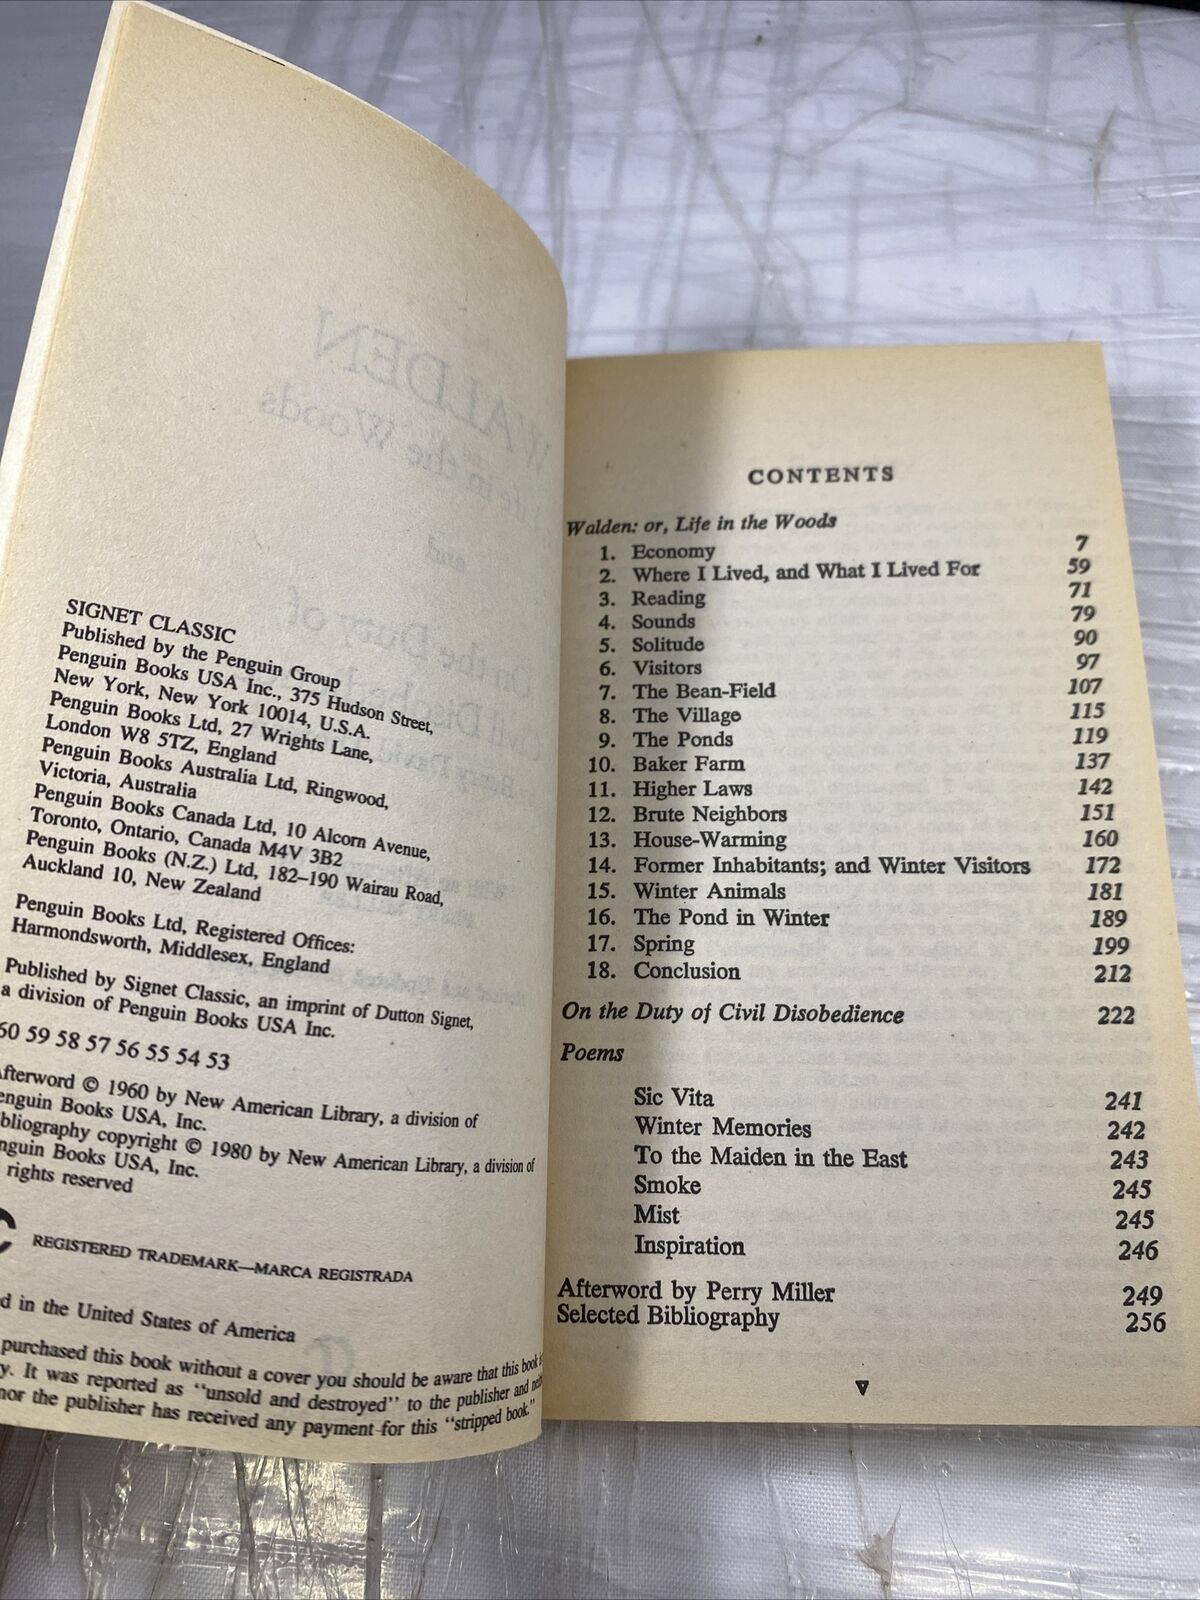 SIGNET CLASSIC
Published by the Penguin Group
Penguin Books USA Inc., 375 Hudson Street,
New York, New York 10014, U.S.A.
Penguin Books Ltd, 27 Wrights Lane,
London W8 5TZ, England
Penguin Books Australia Ltd, Ringwood,
Victoria, Australia
Penguin Books Canada Ltd, 10 Alcorn Avenue,
Toronto, Ontario, Canada M4V 3B2
Penguin Books (N.Z.) Ltd, 182–190 Wairau Road,
Auckland 10, New Zealand
Penguin Books Ltd, Registered Offices:
Harmondsworth, Middlesex, England
Published by Signet Classic, an imprint of Dutton Signet,
a division of Penguin Books USA Inc.
60 59 58 57 56 55 54 53
Afterword © 1960 by New American Library, a division of
Penguin Books USA, Inc.
bliography copyright © 1980 by New American Library, a division of
nguin Books USA, Inc.
rights reserved
REGISTERED TRADEMARK—MARCA REGISTRADA
d in the United States of America
purchased this book without a cover you should be aware that this book
y. It was reported as "unsold and destroyed" to the publisher and
nor the publisher has received any payment for this "stripped book."
CONTENTS
Walden: or, Life in the Woods
1. Economy 7
2. Where I Lived, and What I Lived For 59
3. Reading 71
4. Sounds 79
5. Solitude 90
6. Visitors 97
7. The Bean-Field 107
8. The Village 115
9. The Ponds 119
10. Baker Farm 137
11. Higher Laws 142
12. Brute Neighbors 151
13. House-Warming 160
14. Former Inhabitants; and Winter Visitors 172
15. Winter Animals 181
16. The Pond in Winter 189
17. Spring 199
18. Conclusion 212
On the Duty of Civil Disobedience 222
Poems
Sic Vita 241
Winter Memories 242
To the Maiden in the East 243
Smoke 245
Mist 245
Inspiration 246
Afterword by Perry Miller 249
Selected Bibliography 256